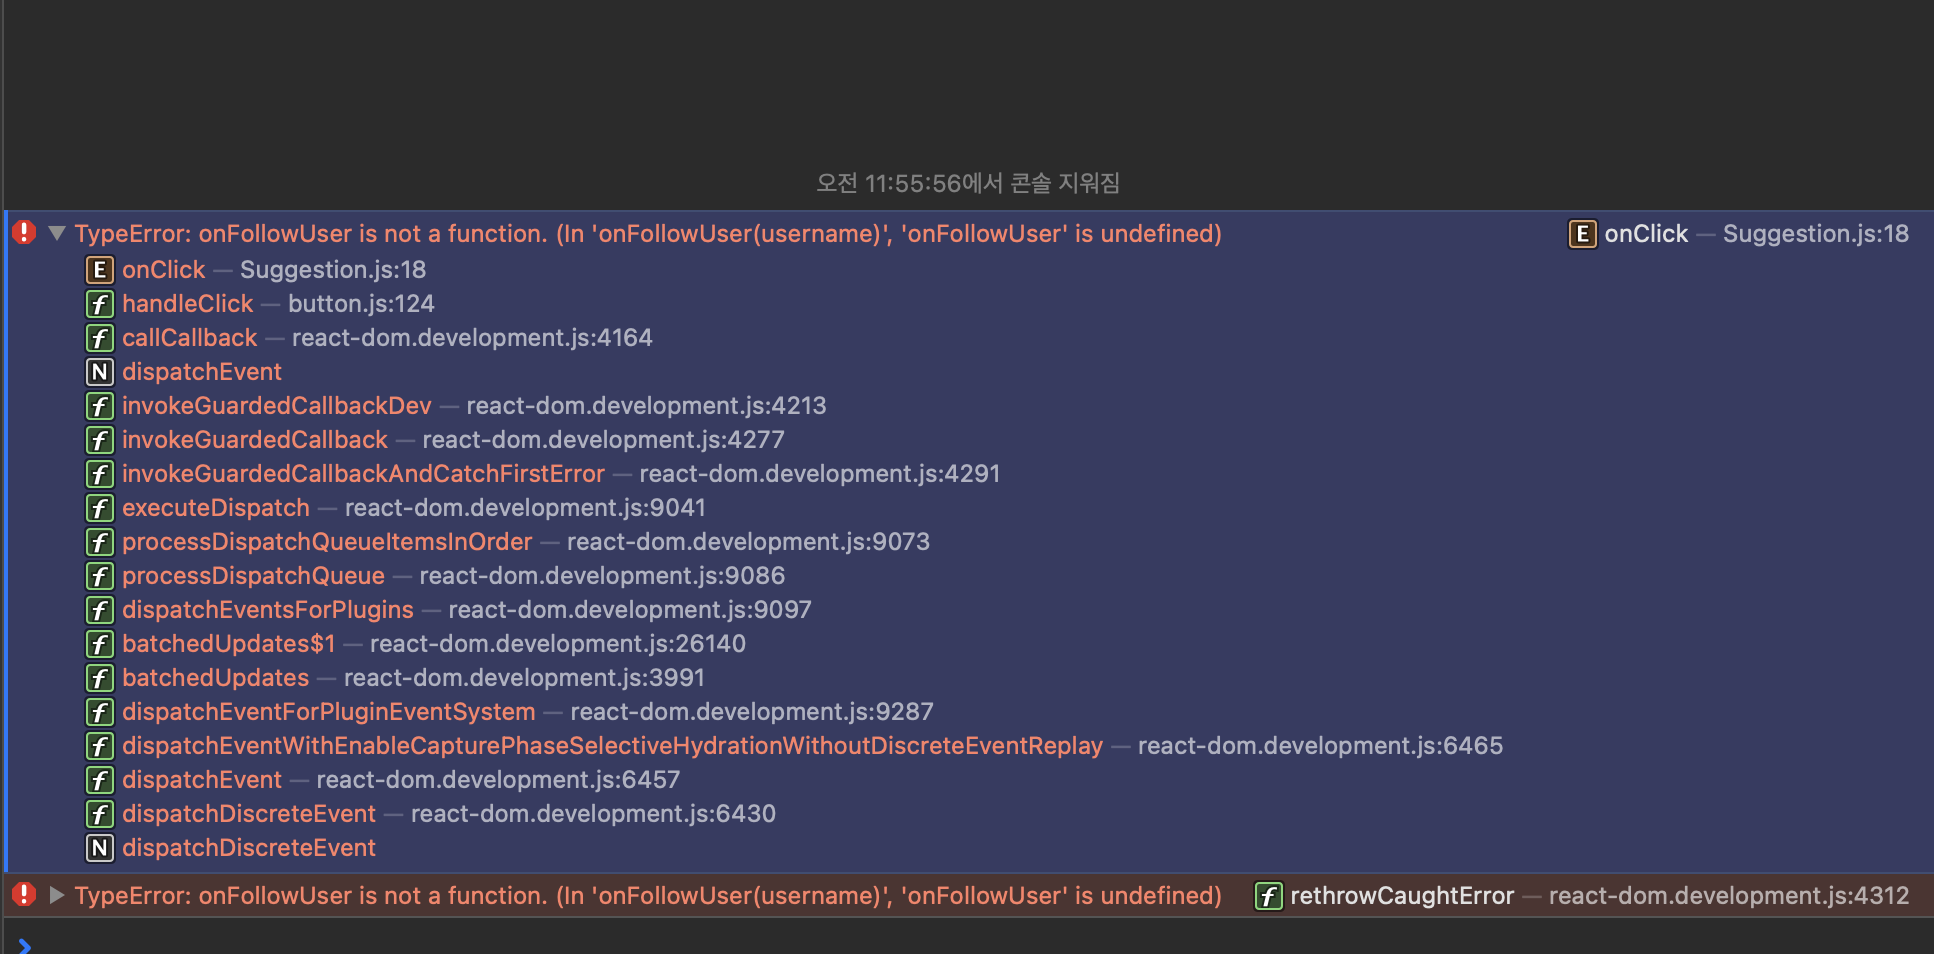 오전 11:55:56에서 콘솔 지워짐
TypeError: onFollowUser is not a function. (In 'onFollowUser(username)', 'onFollowUser' is undefined) E onClick — Suggestion.js:18
E onClick — Suggestion.js:18
f handleClick — button.js:124
f callCallback — react-dom.development.js:4164
N dispatchEvent
f invokeGuardedCallbackDev — react-dom.development.js:4213
f invokeGuardedCallback — react-dom.development.js:4277
f invokeGuardedCallbackAndCatchFirstError — react-dom.development.js:4291
f executeDispatch — react-dom.development.js:9041
f processDispatchQueueItemsInOrder — react-dom.development.js:9073
f processDispatchQueue — react-dom.development.js:9086
f dispatchEventsForPlugins — react-dom.development.js:9097
f batchedUpdates$1 — react-dom.development.js:26140
f batchedUpdates — react-dom.development.js:3991
f dispatchEventForPluginEventSystem — react-dom.development.js:9287
f dispatchEventWithEnableCapturePhaseSelectiveHydrationWithoutDiscreteEventReplay — react-dom.development.js:6465
f dispatchEvent — react-dom.development.js:6457
f dispatchDiscreteEvent — react-dom.development.js:6430
N dispatchDiscreteEvent
TypeError: onFollowUser is not a function. (In 'onFollowUser(username)', 'onFollowUser' is undefined) f rethrowCaughtError — react-dom.development.js:4312